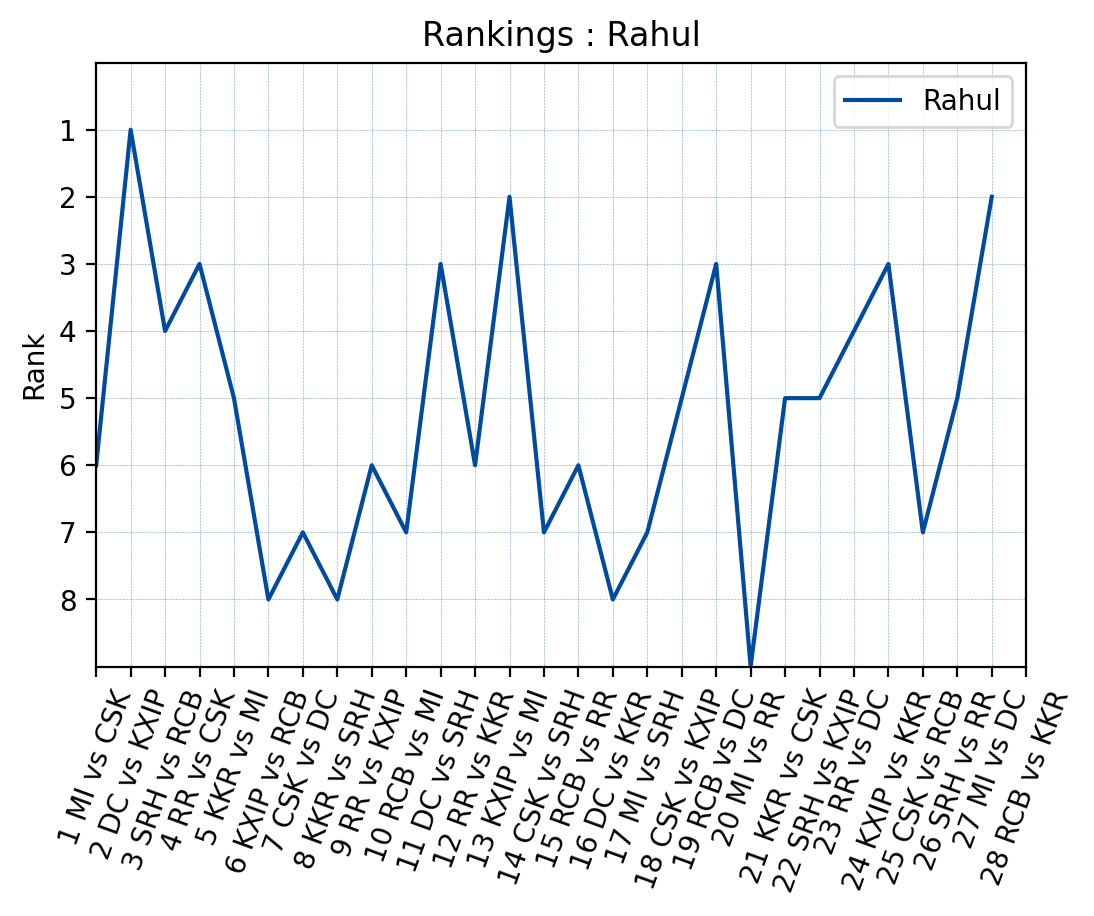 Rankings : Rahul
Rahul
Rank
1
2
3
4
5
6
7
8
1 MI vs CSK
2 DC vs KXIP
3 SRH vs RCB
4 RR vs CSK
5 KKR vs MI
6 KXIP vs RCB
7 CSK vs DC
8 KKR vs SRH
9 RR vs KXIP
10 RCB vs MI
11 DC vs SRH
12 RR vs KKR
13 KXIP vs MI
14 CSK vs SRH
15 RCB vs RR
16 DC vs KKR
17 MI vs SRH
18 CSK vs KXIP
19 RCB vs DC
20 MI vs RR
21 KKR vs CSK
22 SRH vs KXIP
23 RR vs DC
24 KXIP vs KKR
25 CSK vs RCB
26 SRH vs RR
27 MI vs DC
28 RCB vs KKR